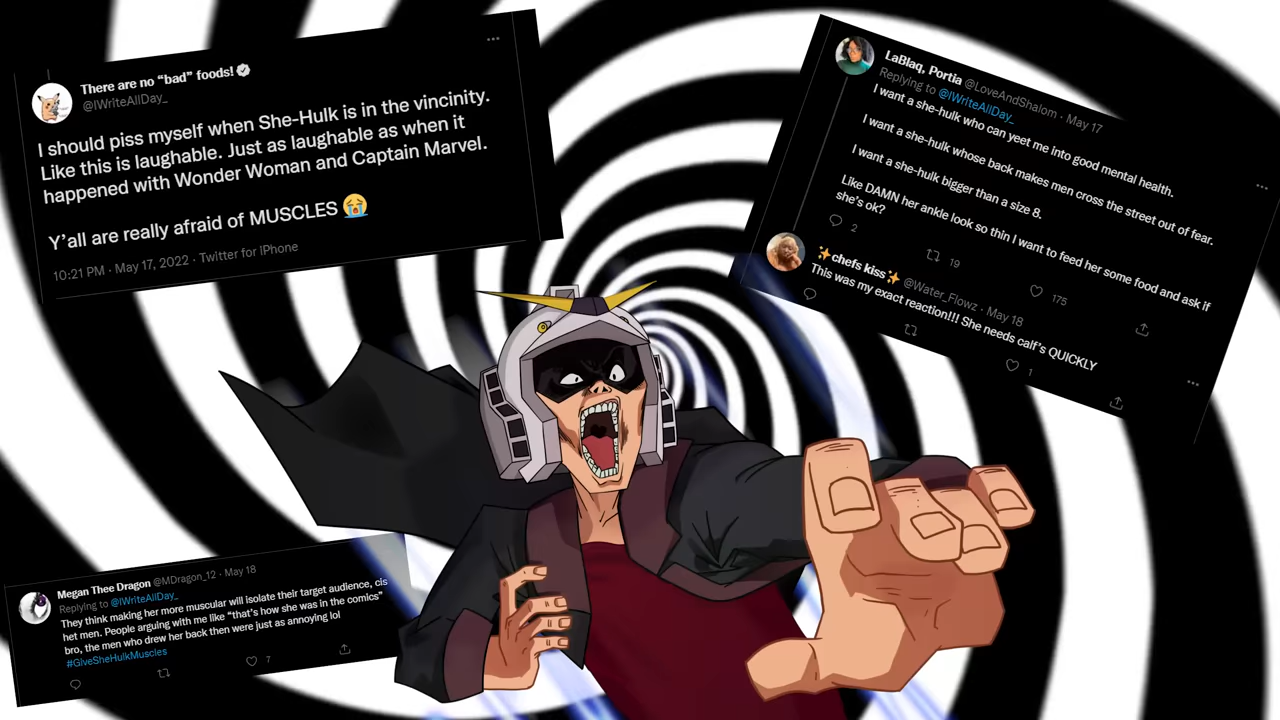 There are no “bad” foods!
@IWriteAllDay_
I should piss myself when She-Hulk is in the vincinity.
Like this is laughable. Just as laughable as when it
happened with Wonder Woman and Captain Marvel.
Y’all are really afraid of MUSCLES 😭
10:21 PM · May 17, 2022 · Twitter for iPhone
LaBlaq, Portia @LoveAndShalom · May 17
Replying to @IWriteAllDay_
I want a she-hulk who can yeet me into good mental health.
I want a she-hulk whose back makes men cross the street out of fear.
I want a she-hulk bigger than a size 8.
Like DAMN her ankle look so thin I want to feed her some food and ask if
she’s ok?
2 19 175
✨chefs kiss✨ @Water_Flowz · May 18
This was my exact reaction!!! She needs calf’s QUICKLY
1
Megan Thee Dragon @MDragon_12 · May 18
Replying to @IWriteAllDay_
They think making her more muscular will isolate their target audience, cis
het men. People arguing with me like “that’s how she was in the comics”
bro, the men who drew her back then were just as annoying lol
#GiveSheHulkMuscles
7